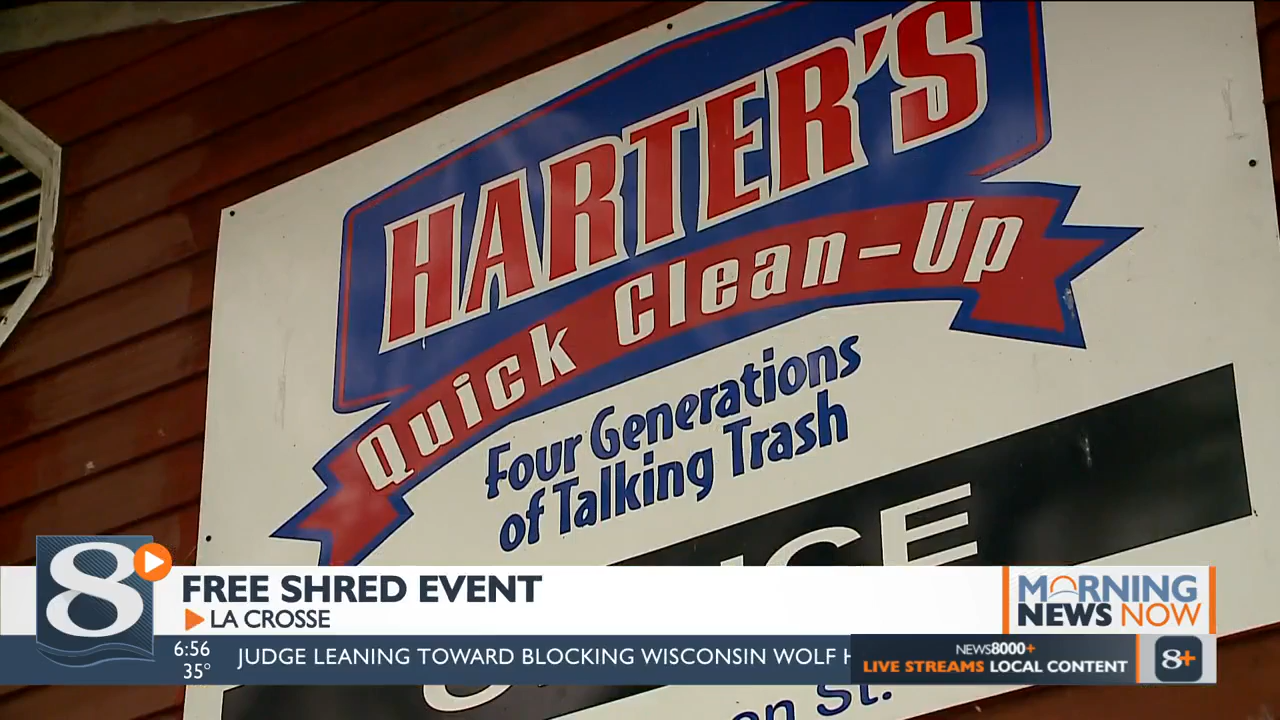 HARTER'S
Quick Clean-Up
Four Generations
of Talking Trash
8
FREE SHRED EVENT
LA CROSSE
MORNING
NEWS NOW
6:56
35°
JUDGE LEANING TOWARD BLOCKING WISCONSIN WOLF
NEWS8000+
LIVE STREAMS LOCAL CONTENT
8+
St.